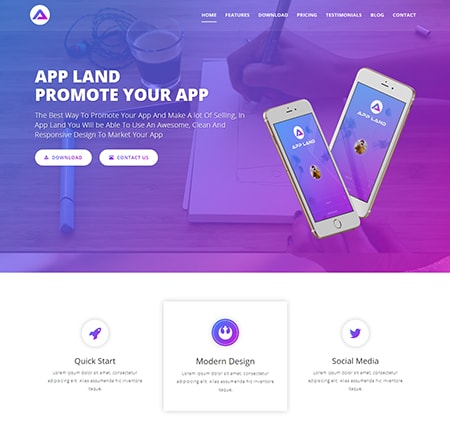 HOME FEATURES DOWNLOAD PRICING TESTIMONIALS BLOG CONTACT
APP LAND
PROMOTE YOUR APP
The Best Way To Promote Your App And Make A lot Of Selling, In
App Land You Will be Able To Use An Awesome, Clean And
Responsive Design To Market Your App
DOWNLOAD CONTACT US
APP LAND
APP LAND
Quick Start
Lorem ipsum dolor sit amet, consectetur
adipisicing elit. Alias assumenda hic inventore
itaque.
Modern Design
Lorem ipsum dolor sit amet, consectetur
adipisicing elit. Alias assumenda hic inventore
itaque.
Social Media
Lorem ipsum dolor sit amet, consectetur
adipisicing elit. Alias assumenda hic inventore
itaque.